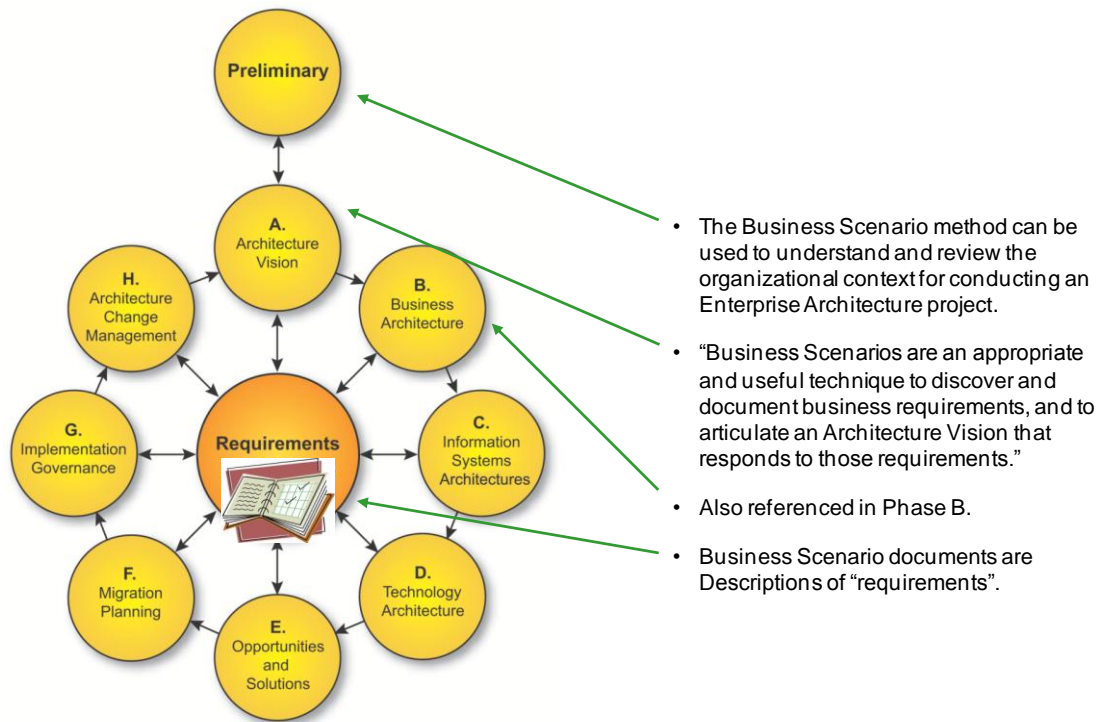 Preliminary
A.
Architecture
Vision
B.
Business
Architecture
H.
Architecture
Change
Management
G.
Implementation
Governance
Requirements
C.
Information
Systems
Architectures
F.
Migration
Planning
D.
Technology
Architecture
E.
Opportunities
and
Solutions
• The Business Scenario method can be
used to understand and review the
organizational context for conducting an
Enterprise Architecture project.
• “Business Scenarios are an appropriate
and useful technique to discover and
document business requirements, and to
articulate an Architecture Vision that
responds to those requirements.”
• Also referenced in Phase B.
• Business Scenario documents are
Descriptions of “requirements”.